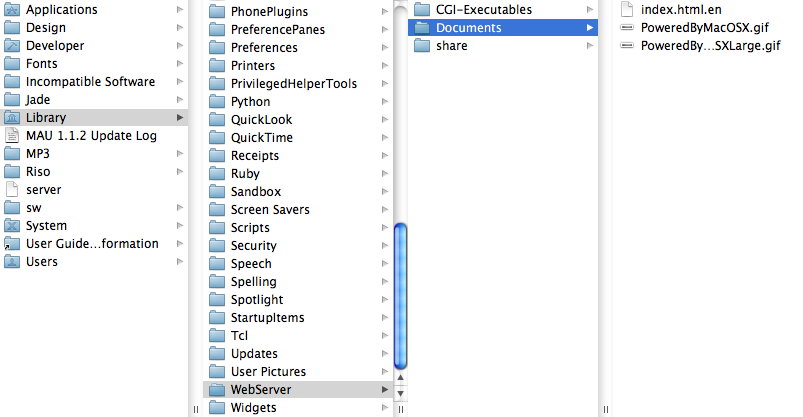 Applications
Design
Developer
Fonts
Incompatible Software
Jade
Library
MAU 1.1.2 Update Log
MP3
Riso
server
sw
System
User Guide...formation
Users
PhonePlugins
PreferencePanes
Preferences
Printers
PrivilegedHelperTools
Python
QuickLook
QuickTime
Receipts
Ruby
Sandbox
Screen Savers
Scripts
Security
Speech
Spelling
Spotlight
StartupItems
Tcl
Updates
User Pictures
WebServer
Widgets
CGI-Executables
Documents
share
index.html.en
PoweredByMacOSX.gif
PoweredBy...SXLarge.gif